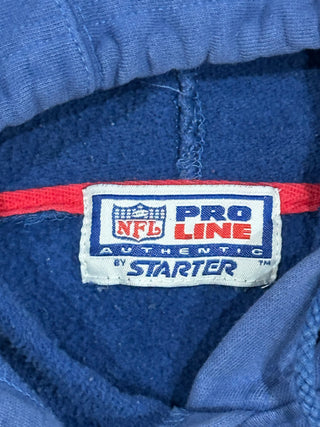 NFL PRO
LINE
AUTHENTIC
BY STARTER ™